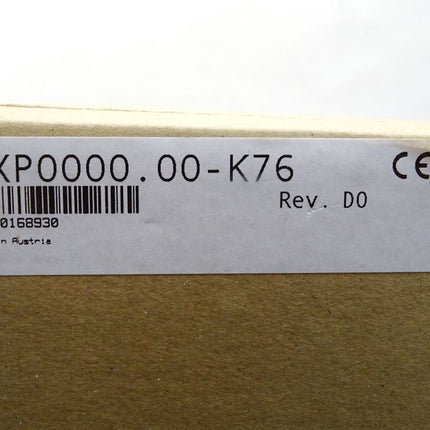 XP0000.00-K76 CE
Rev. D0
0168930
n Austria